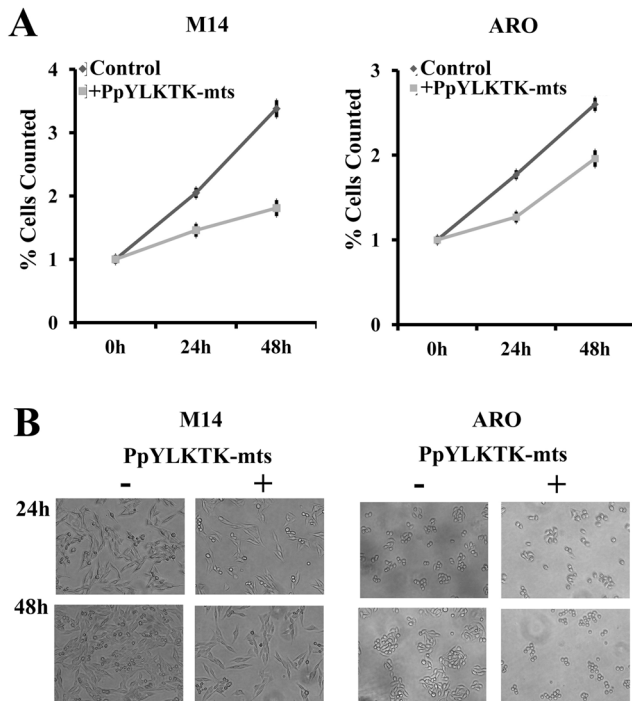 A
M14
ARO
% Cells Counted
4
3
2
1
0
Control
+PpYLKTK-mts
0h 24h 48h
% Cells Counted
3
2
1
0
Control
+PpYLKTK-mts
0h 24h 48h
B
M14
ARO
PpYLKTK-mts
PpYLKTK-mts
- +
- +
24h
48h